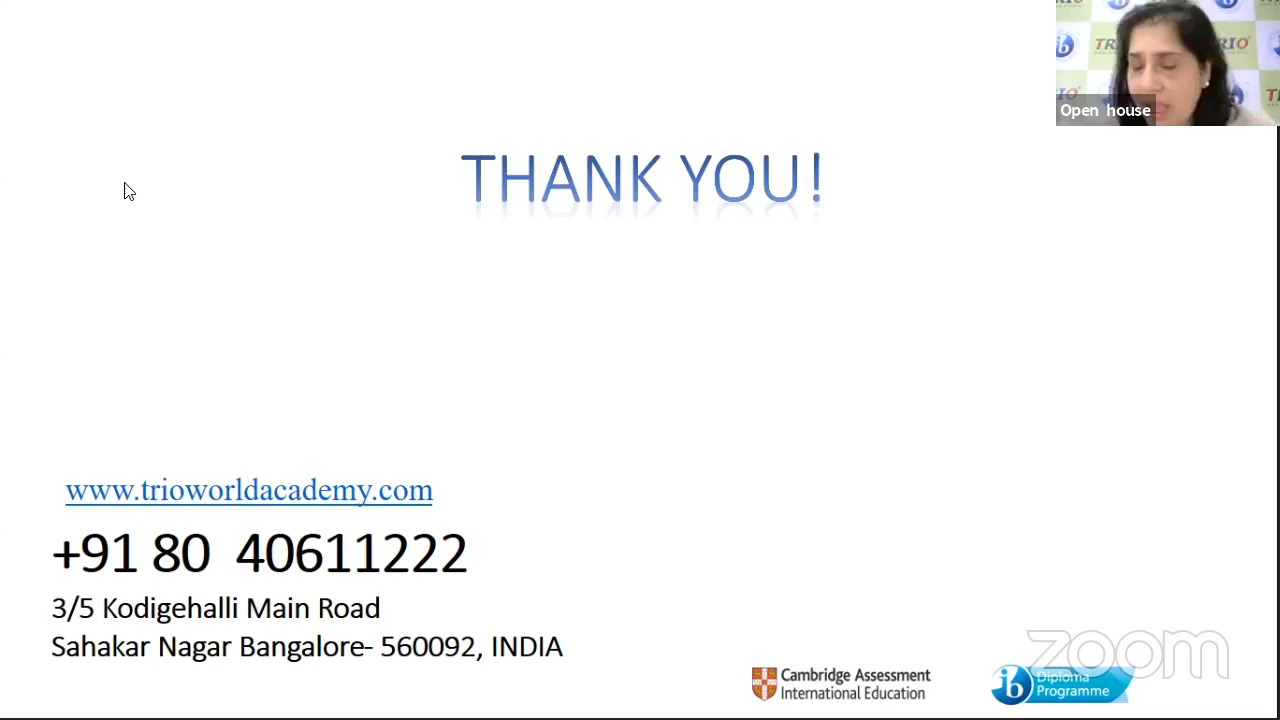 TRIO
Open house
THANK YOU!
www.trioworldacademy.com
+91 80 40611222
3/5 Kodigehalli Main Road
Sahakar Nagar Bangalore- 560092, INDIA
Cambridge Assessment
International Education
ib
Diploma
Programme
zoom